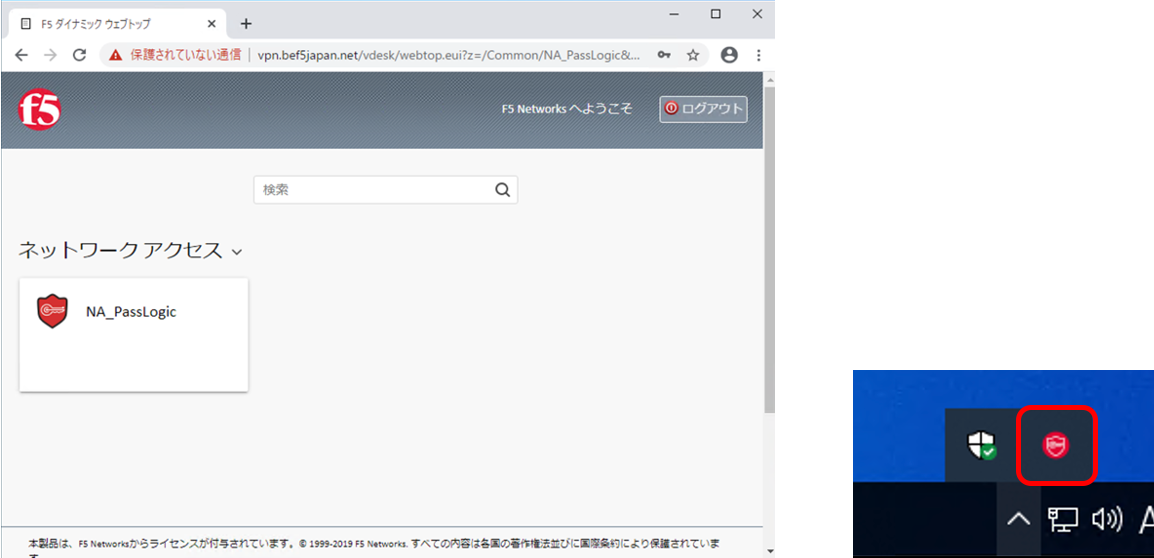 F5 ダイナミック ウェブトップ
保護されていない通信 | vpn.bef5japan.net/vdesk/webtop.eui?z=/Common/NA_PassLogic&...
f5
F5 Networks へようこそ
ログアウト
検索
ネットワーク アクセス
NA_PassLogic
本製品は、F5 Networksからライセンスが付与されています。© 1999-2019 F5 Networks. すべての内容は各国の著作権法並びに国際条約により保護されていま
す。
A